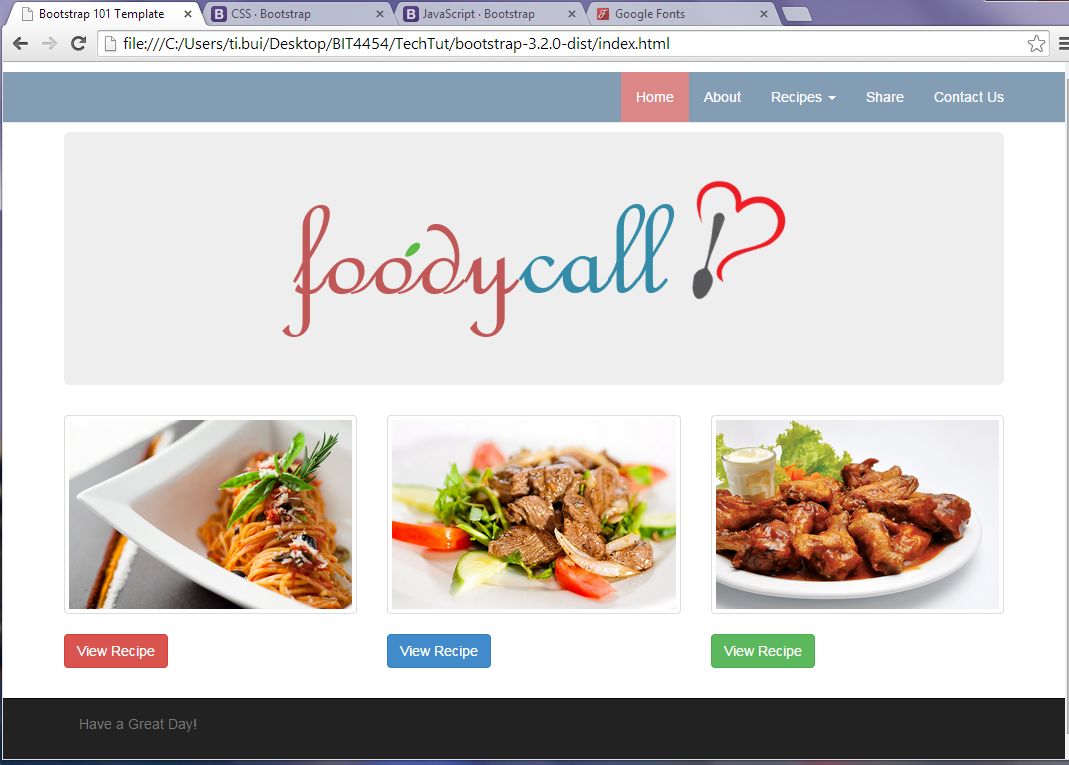 Bootstrap 101 Template
CSS · Bootstrap
JavaScript · Bootstrap
Google Fonts
file:///C:/Users/ti.bui/Desktop/BIT4454/TechTut/bootstrap-3.2.0-dist/index.html
Home About Recipes Share Contact Us
foodycall
View Recipe View Recipe View Recipe
Have a Great Day!